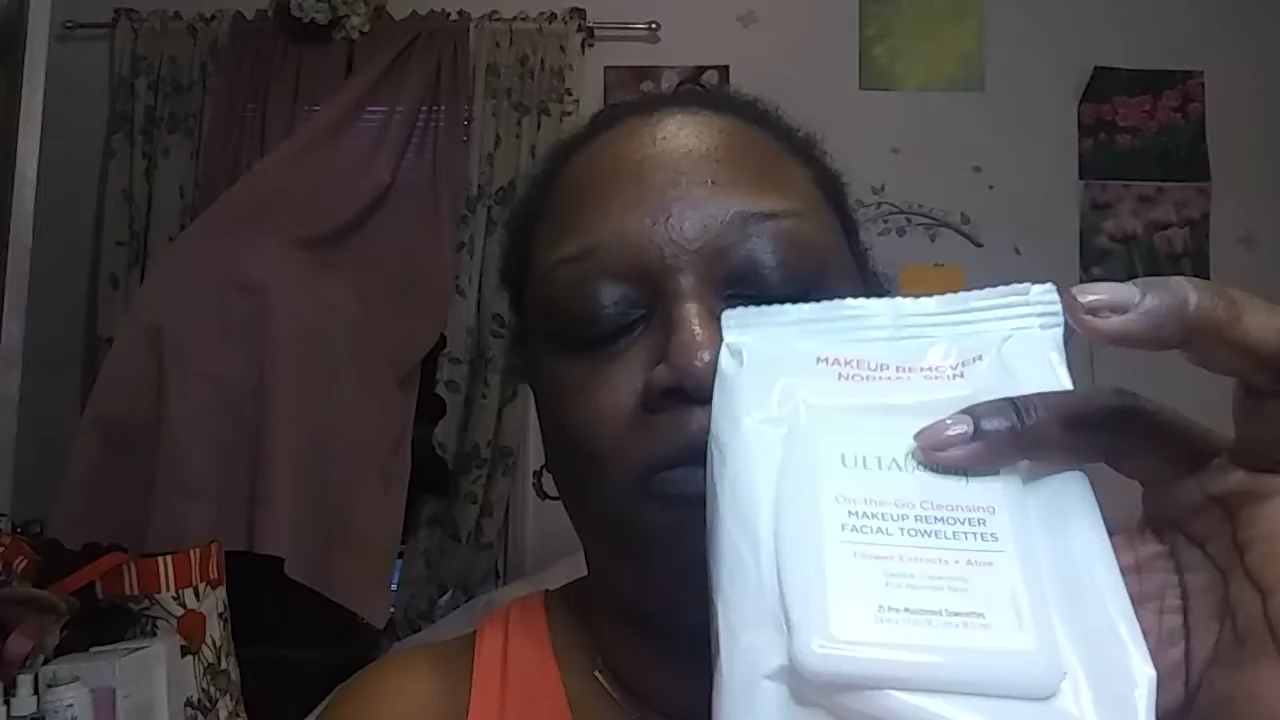 MAKEUP REMOVER
NORMAL SKIN
ULTA beauty
On-the-Go Cleansing
MAKEUP REMOVER
FACIAL TOWELETTES
Flower Extracts • Aloe
Gentle Cleansing
For Normal Skin
21 Pre-Moistened Towelettes